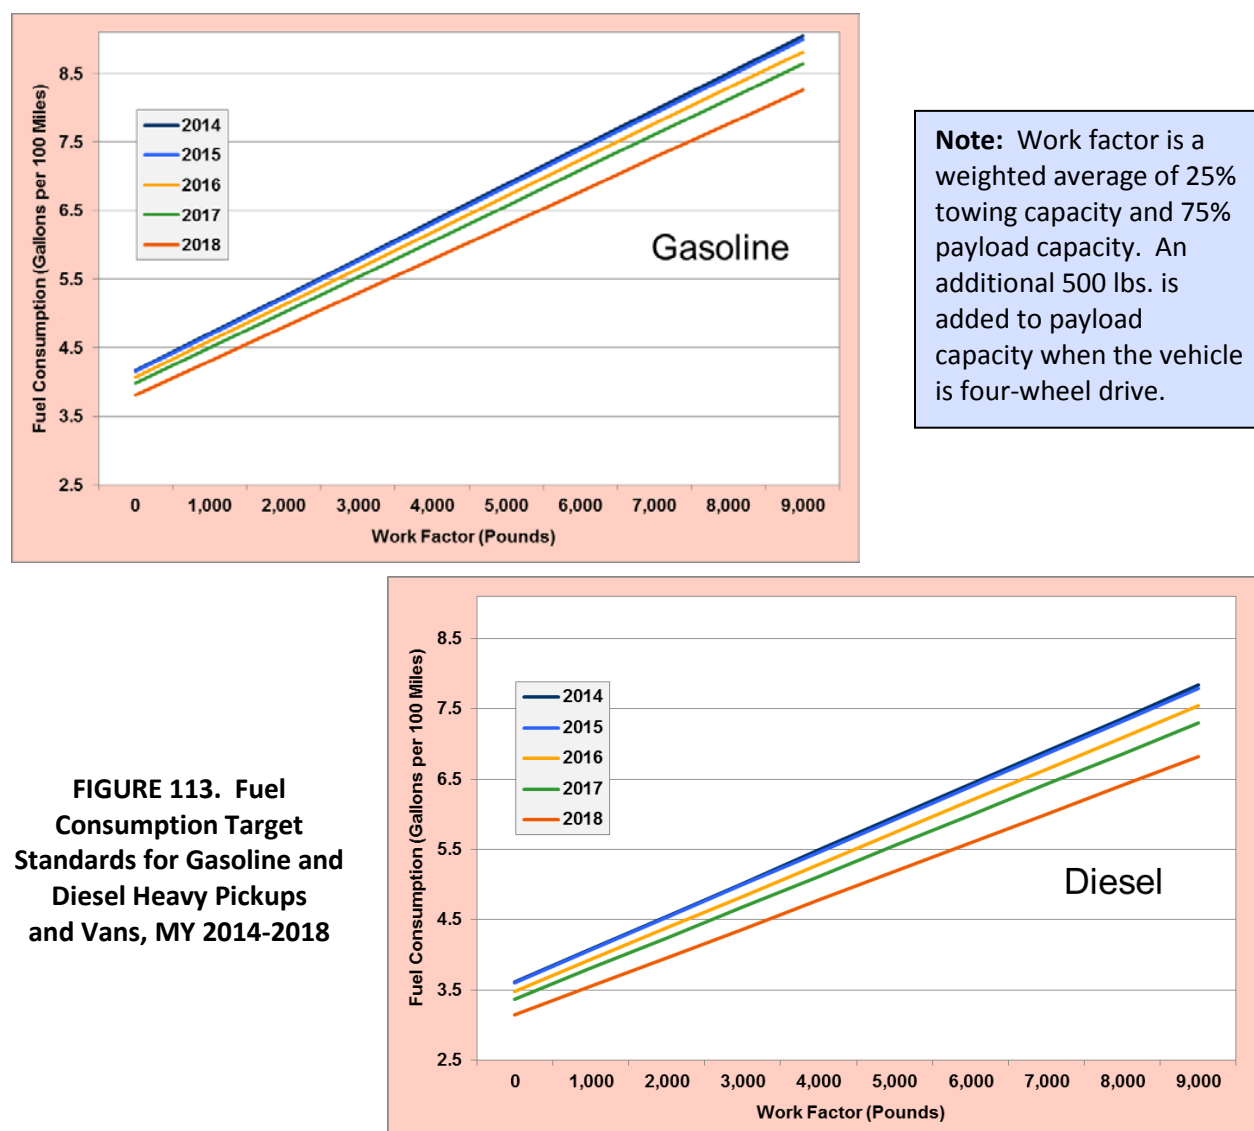 Fuel Consumption (Gallons per 100 Miles)
8.5
7.5
6.5
5.5
4.5
3.5
2.5
2014
2015
2016
2017
2018
Gasoline
0 1,000 2,000 3,000 4,000 5,000 6,000 7,000 8,000 9,000
Work Factor (Pounds)
Note: Work factor is a
weighted average of 25%
towing capacity and 75%
payload capacity. An
additional 500 lbs. is
added to payload
capacity when the vehicle
is four-wheel drive.
FIGURE 113. Fuel
Consumption Target
Standards for Gasoline and
Diesel Heavy Pickups
and Vans, MY 2014-2018
Fuel Consumption (Gallons per 100 Miles)
8.5
7.5
6.5
5.5
4.5
3.5
2.5
2014
2015
2016
2017
2018
Diesel
0 1,000 2,000 3,000 4,000 5,000 6,000 7,000 8,000 9,000
Work Factor (Pounds)